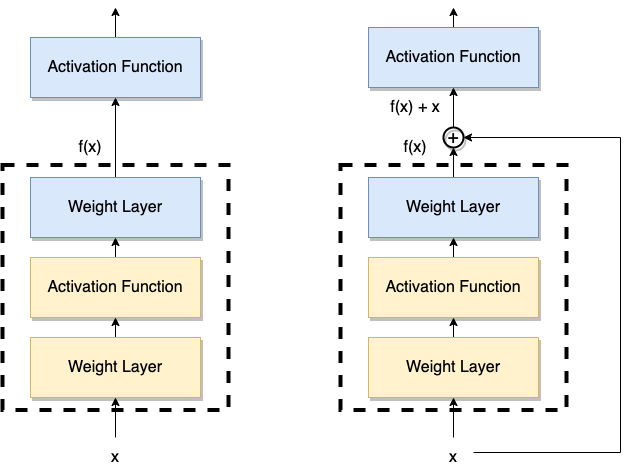 Activation Function
f(x)
Weight Layer
Activation Function
Weight Layer
x
Activation Function
f(x) + x
+
f(x)
Weight Layer
Activation Function
Weight Layer
x